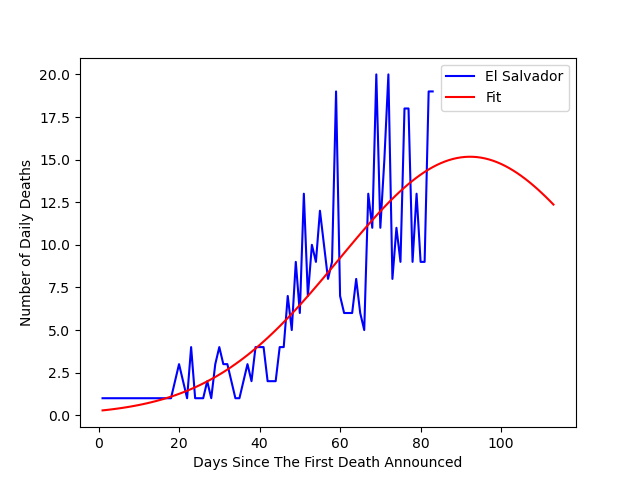 20.0
17.5
15.0
12.5
10.0
7.5
5.0
2.5
0.0
Number of Daily Deaths
El Salvador
Fit
0 20 40 60 80 100
Days Since The First Death Announced